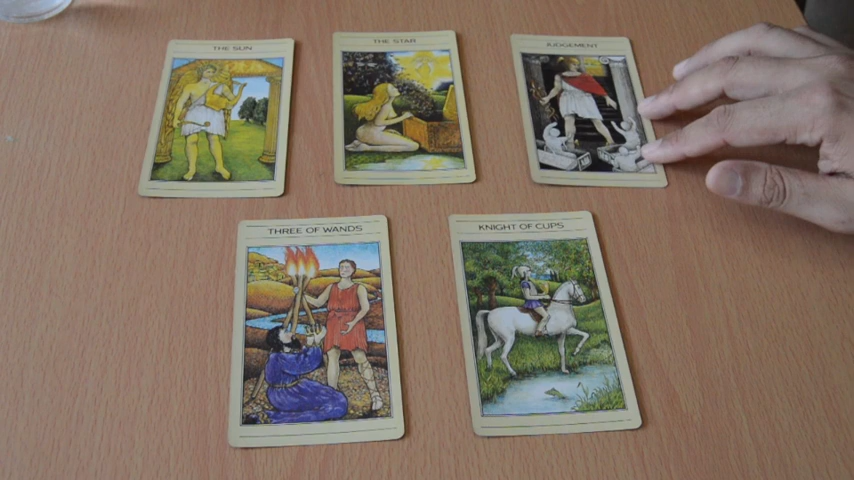 THE SUN
THE STAR
JUDGEMENT
THREE OF WANDS
KNIGHT OF CUPS